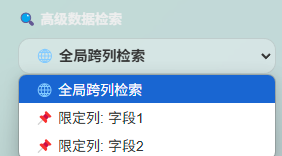 🔍 高级数据检索
🌐 全局跨列检索
🌐 全局跨列检索
📌 限定列: 字段1
📌 限定列: 字段2